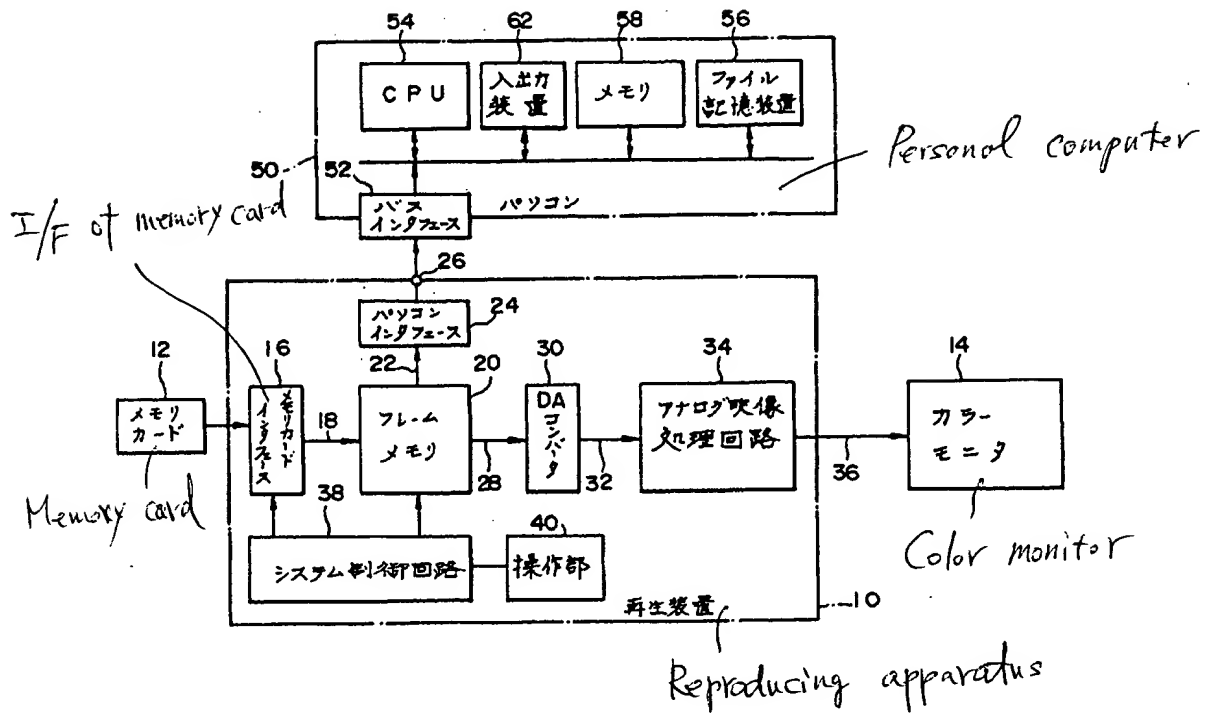 54
62
58
56
CPU
入出力
装置
メモリ
ファイル
記憶装置
50
52
バス
インタフェース
パソコン
Personal computer
I/F of memory card
26
パソコン
インタフェース
24
12
16
22
20
30
34
14
メモリ
カード
メモリカード
インタフェース
18
フレーム
メモリ
28
DA
コンバータ
32
アナログ映像
処理回路
36
カラー
モニタ
Memory card
38
40
システム制御回路
操作部
Color monitor
再生装置
10
Reproducing apparatus